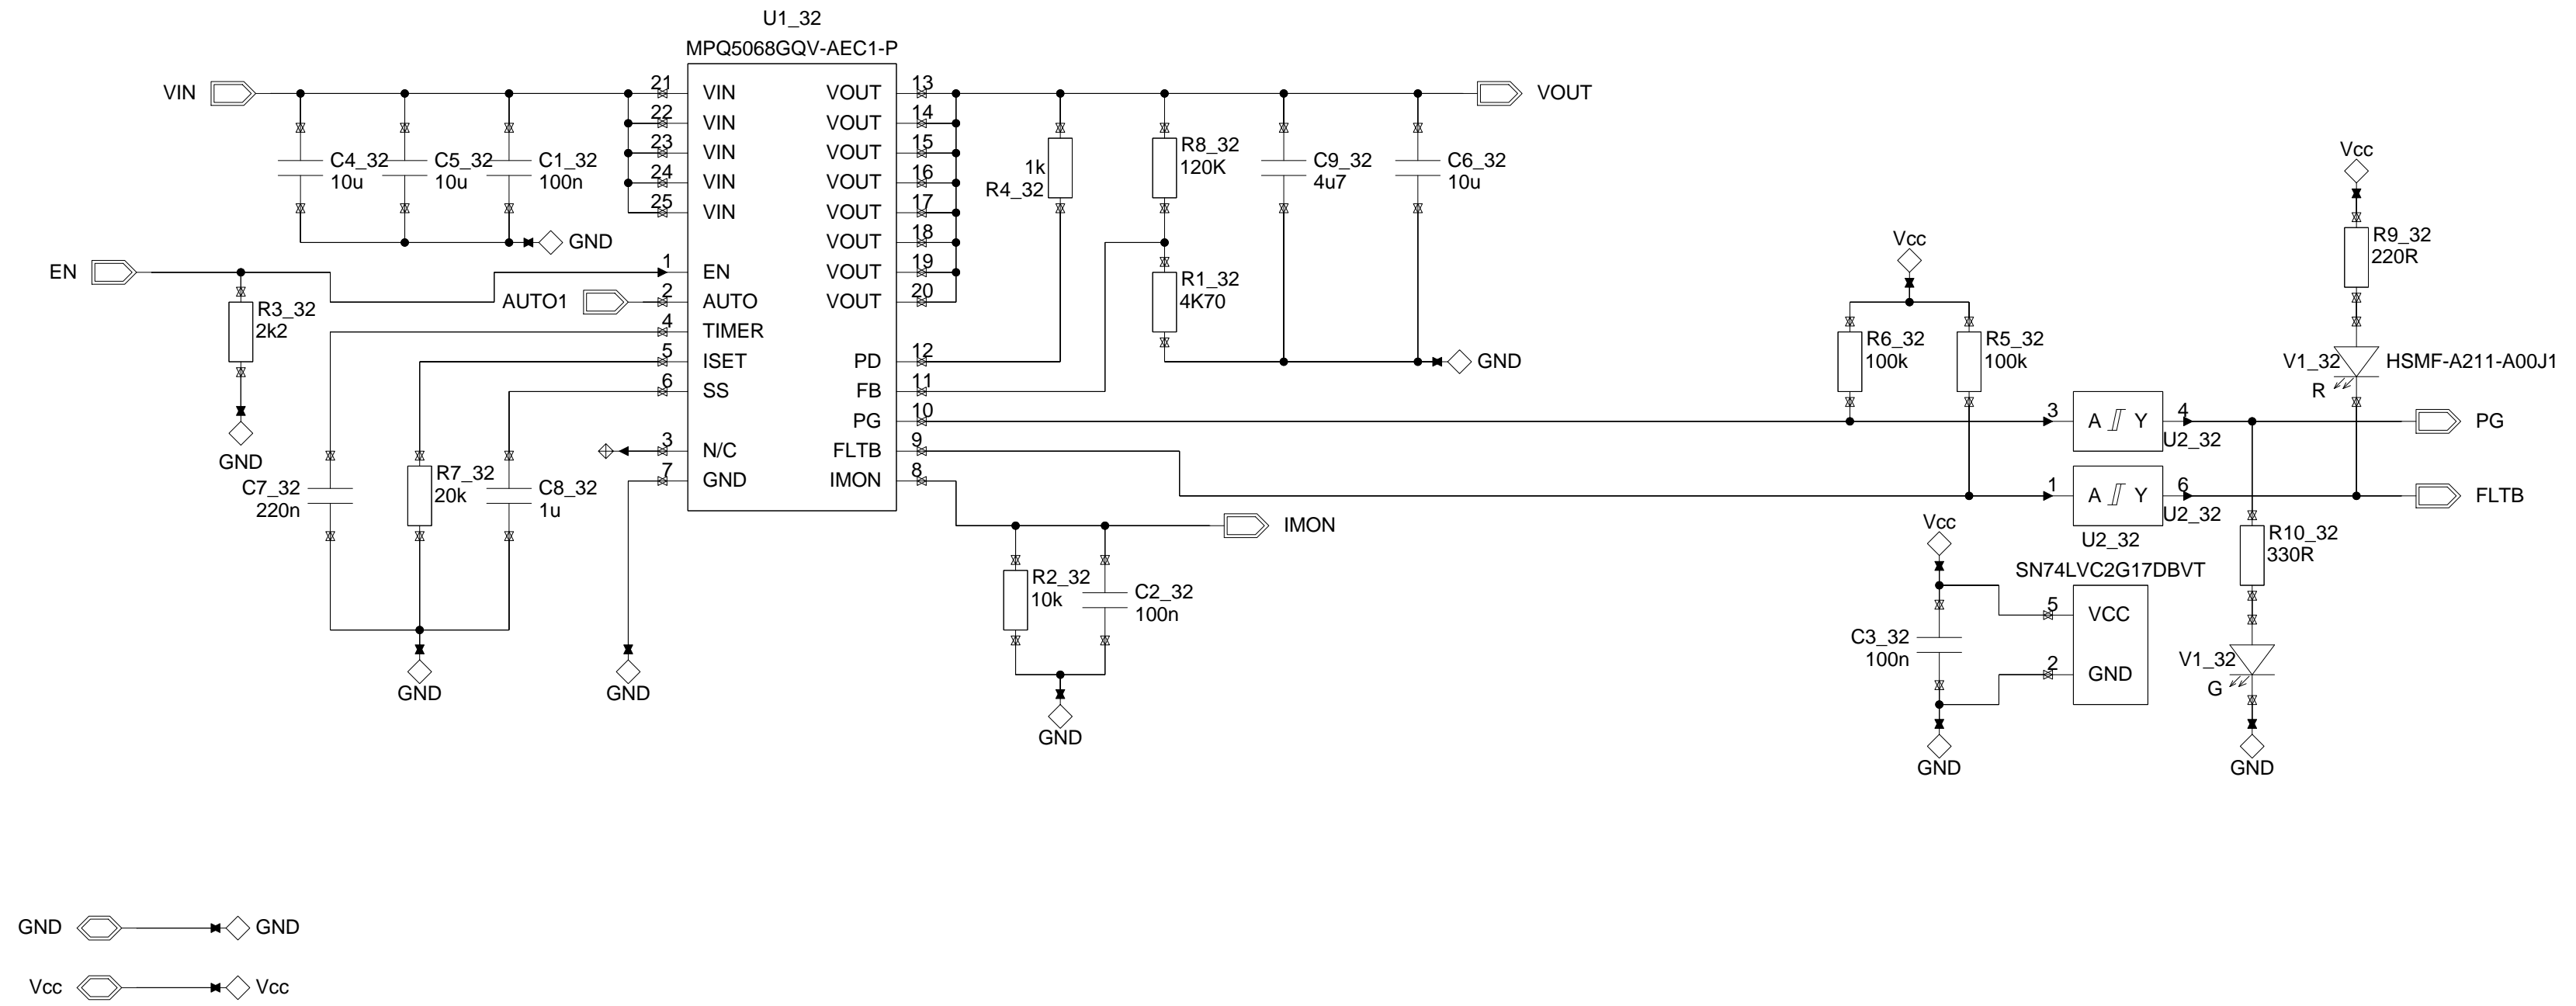 U1_32
MPQ5068GQV-AEC1-P
VIN
21
VIN
22
VIN
23
VIN
24
VIN
25
VIN
1
EN
2
AUTO
4
TIMER
5
ISET
6
SS
3
N/C
7
GND
VOUT
13
VOUT
14
VOUT
15
VOUT
16
VOUT
17
VOUT
18
VOUT
19
VOUT
20
PD
12
FB
11
PG
10
FLTB
9
IMON
8
C4_32
10u
C5_32
10u
C1_32
100n
GND
EN
AUTO1
R3_32
2k2
GND
C7_32
220n
R7_32
20k
C8_32
1u
GND
GND
1k
R4_32
R8_32
120K
C9_32
4u7
C6_32
10u
VOUT
R1_32
4K70
GND
IMON
R2_32
10k
C2_32
100n
GND
Vcc
R6_32
100k
R5_32
100k
Vcc
R9_32
220R
V1_32
R
HSMF-A211-A00J1
3
A
Y
4
U2_32
PG
1
A
Y
6
U2_32
FLTB
U2_32
SN74LVC2G17DBVT
Vcc
5
VCC
2
GND
C3_32
100n
GND
R10_32
330R
V1_32
G
GND
GND
GND
Vcc
Vcc